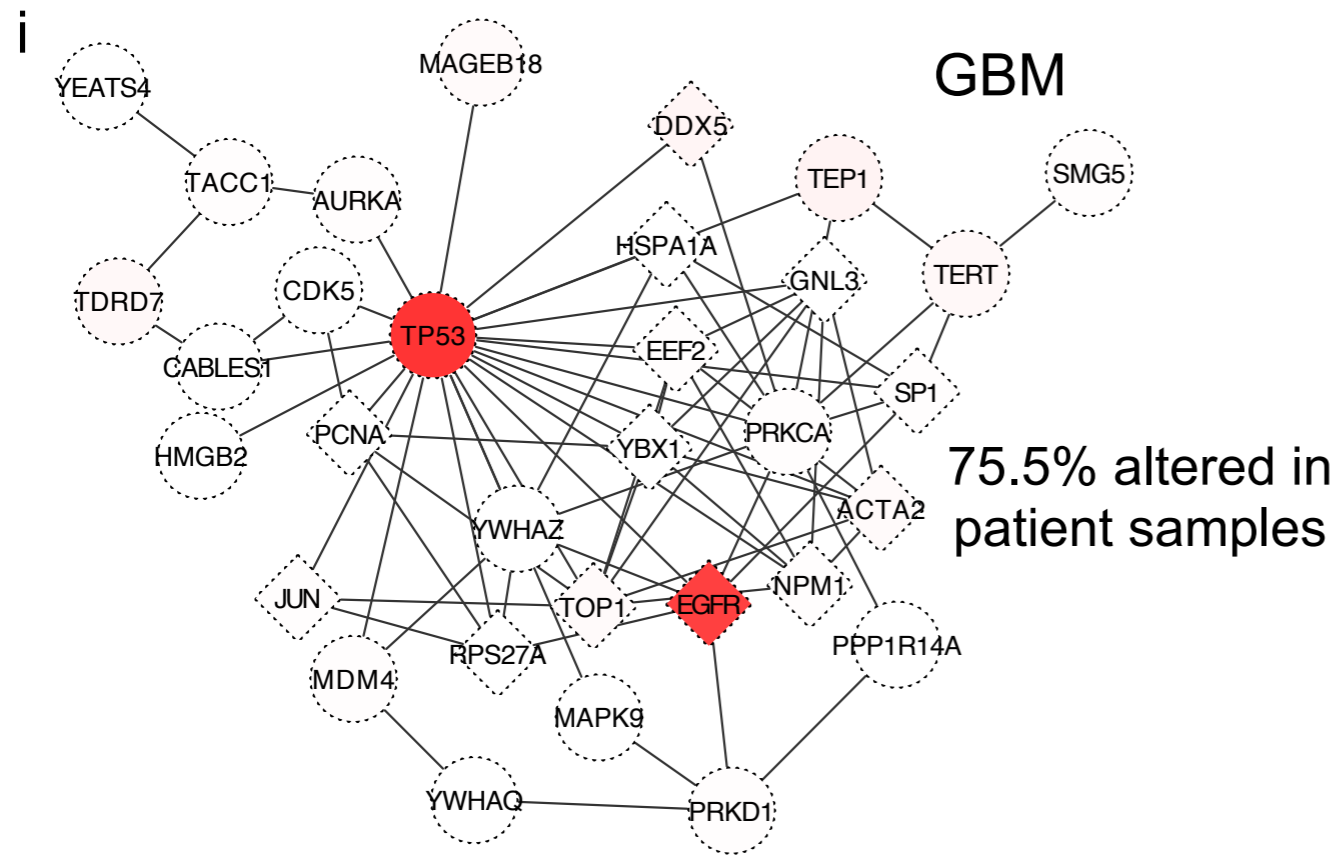 i
GBM
MAGEB18
YEATS4
DDX5
SMG5
TEP1
TACC1
AURKA
HSPA1A
TERT
GNL3
CDK5
TDRD7
TP53
EEF2
CABLES1
SP1
PCNA
PRKCA
YBX1
HMGB2
75.5% altered in
patient samples
ACTA2
YWHAZ
NPM1
JUN
TOP1
EGFR
PPP1R14A
RPS27A
MDM4
MAPK9
YWHAQ
PRKD1